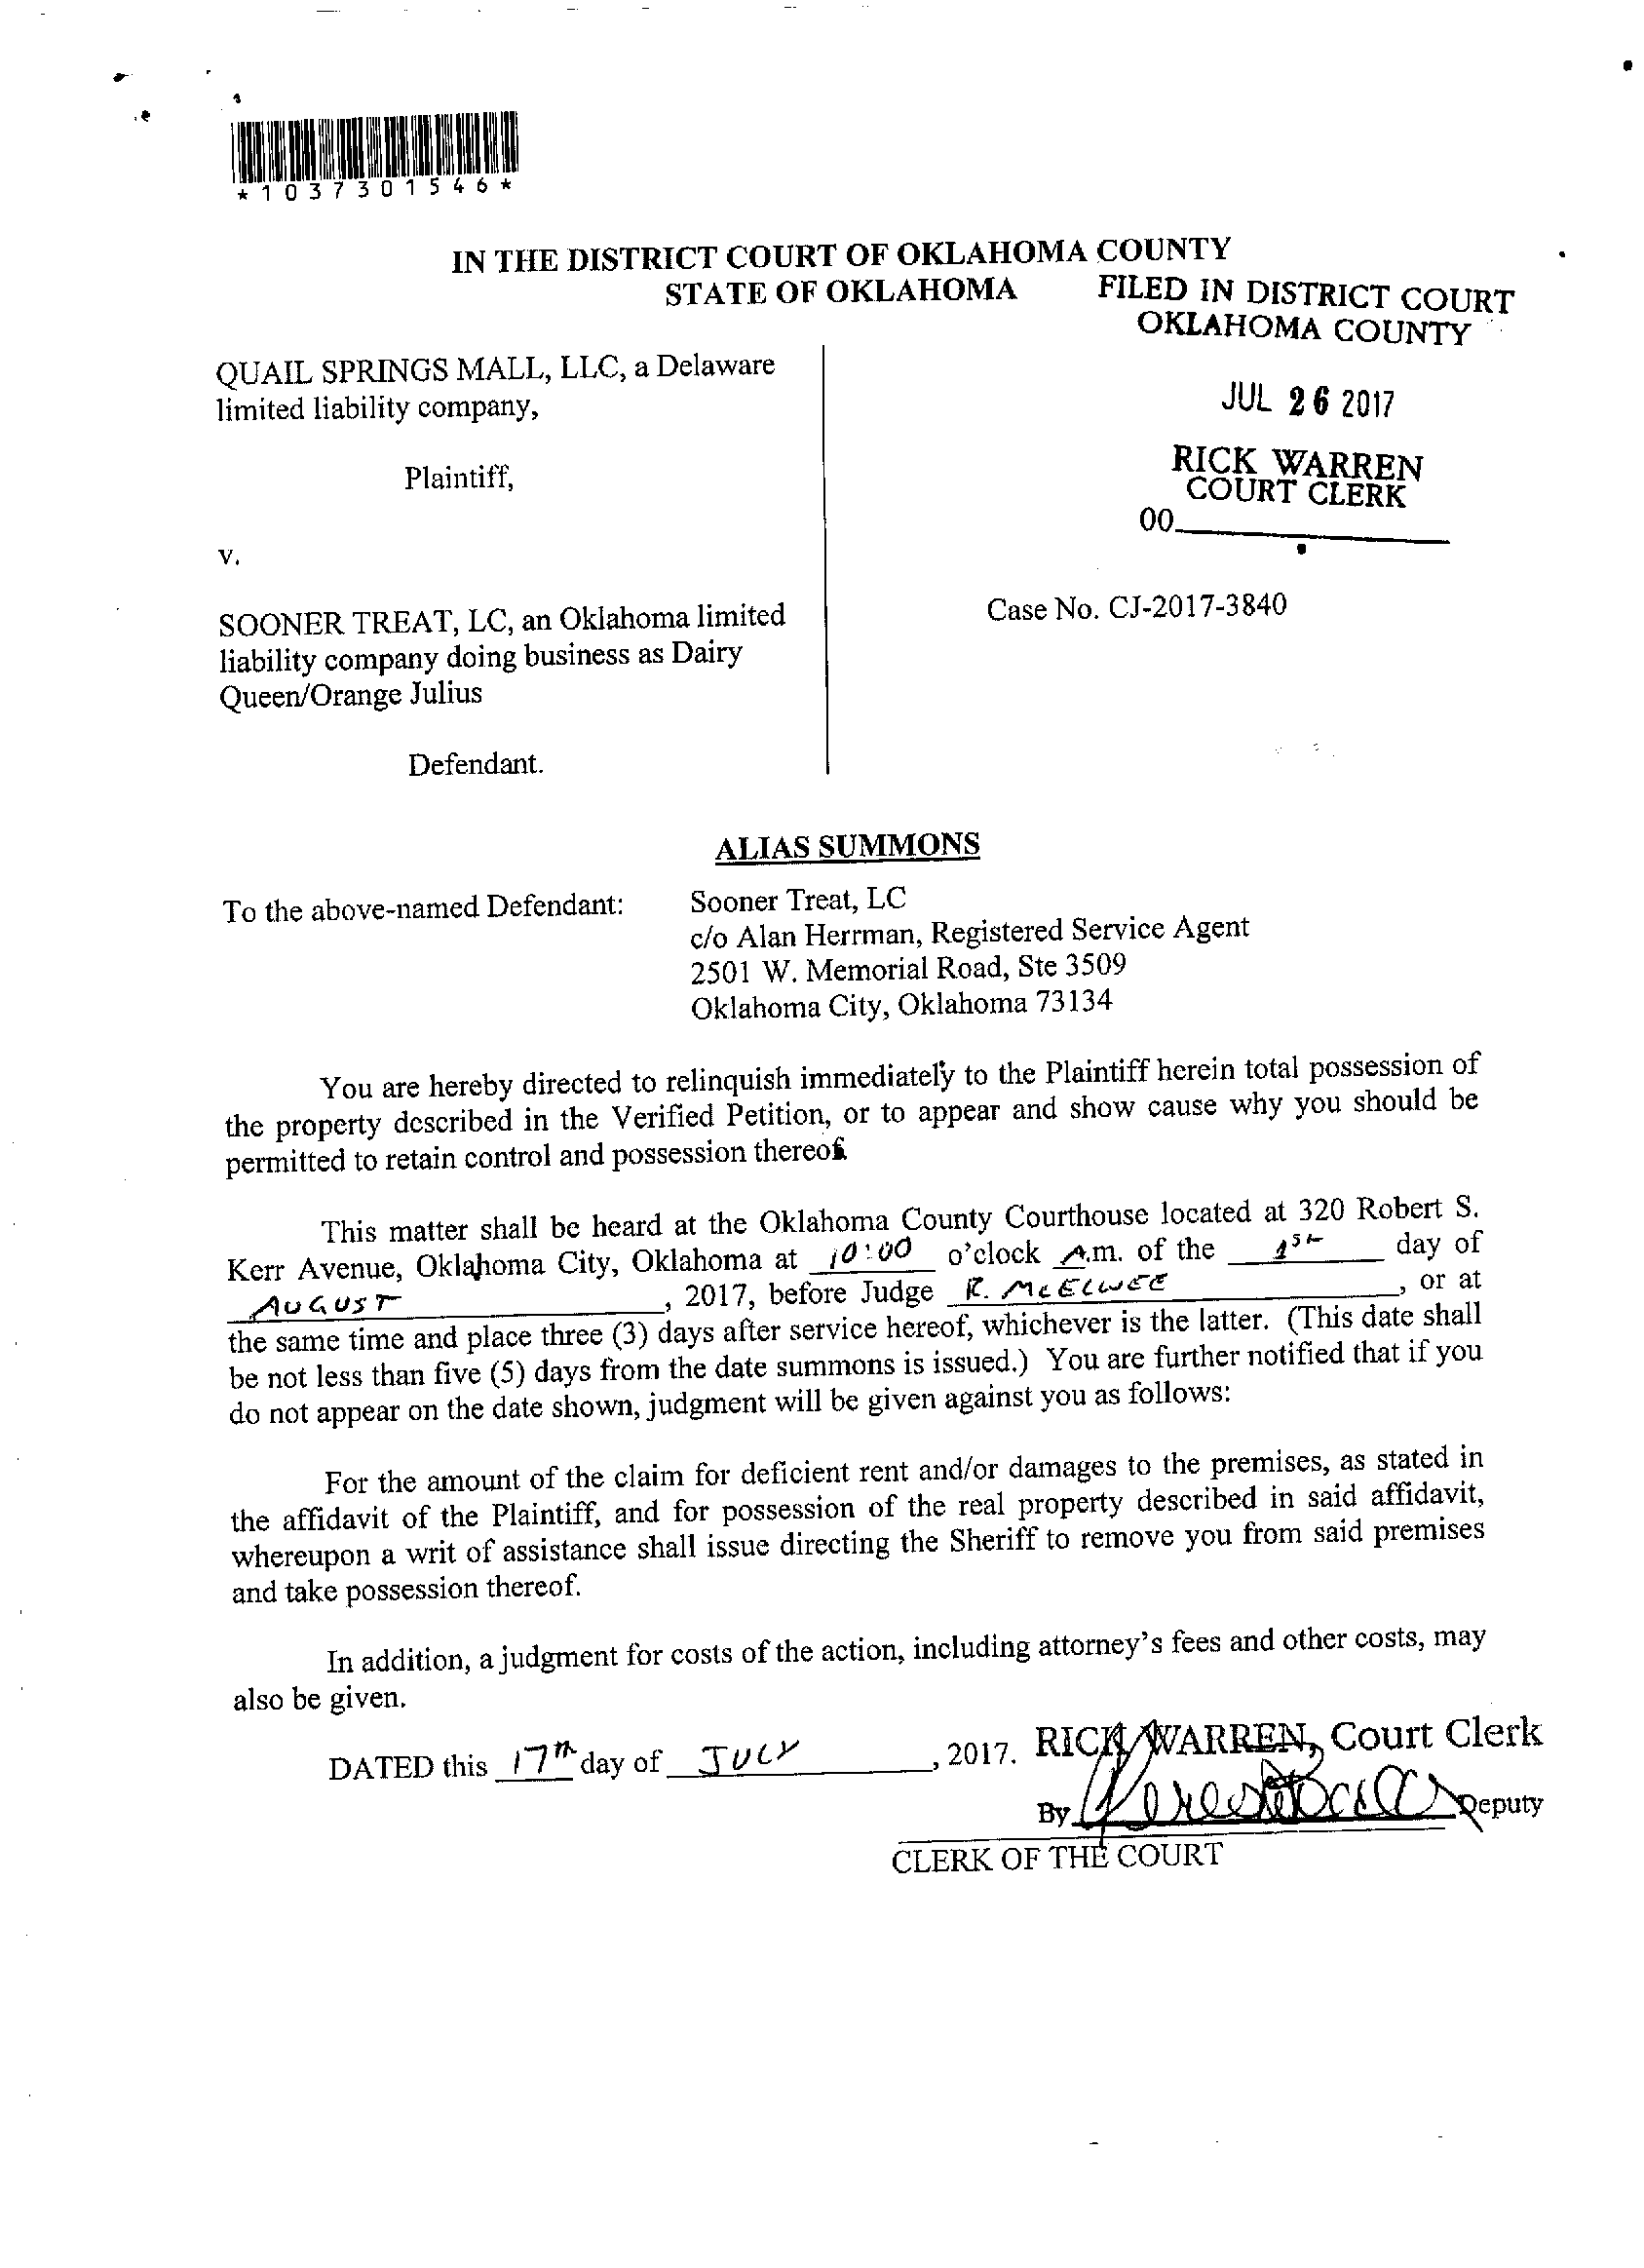 *1037301546*
IN THE DISTRICT COURT OF OKLAHOMA COUNTY
STATE OF OKLAHOMA
FILED IN DISTRICT COURT
OKLAHOMA COUNTY
JUL 26 2017
RICK WARREN
COURT CLERK
00
QUAIL SPRINGS MALL, LLC, a Delaware
limited liability company,
Plaintiff,
v.
SOONER TREAT, LC, an Oklahoma limited
liability company doing business as Dairy
Queen/Orange Julius
Defendant.
Case No. CJ-2017-3840
ALIAS SUMMONS
To the above-named Defendant: Sooner Treat, LC
c/o Alan Herrman, Registered Service Agent
2501 W. Memorial Road, Ste 3509
Oklahoma City, Oklahoma 73134
You are hereby directed to relinquish immediately to the Plaintiff herein total possession of
the property described in the Verified Petition, or to appear and show cause why you should be
permitted to retain control and possession thereof.
This matter shall be heard at the Oklahoma County Courthouse located at 320 Robert S.
Kerr Avenue, Oklahoma City, Oklahoma at 10:00 o'clock A.m. of the 1st day of
AUGUST, 2017, before Judge R. McELWEE, or at
the same time and place three (3) days after service hereof, whichever is the latter. (This date shall
be not less than five (5) days from the date summons is issued.) You are further notified that if you
do not appear on the date shown, judgment will be given against you as follows:
For the amount of the claim for deficient rent and/or damages to the premises, as stated in
the affidavit of the Plaintiff, and for possession of the real property described in said affidavit,
whereupon a writ of assistance shall issue directing the Sheriff to remove you from said premises
and take possession thereof.
In addition, a judgment for costs of the action, including attorney's fees and other costs, may
also be given.
DATED this 17th day of JULY, 2017. RICK WARREN, Court Clerk
By Deputy
CLERK OF THE COURT